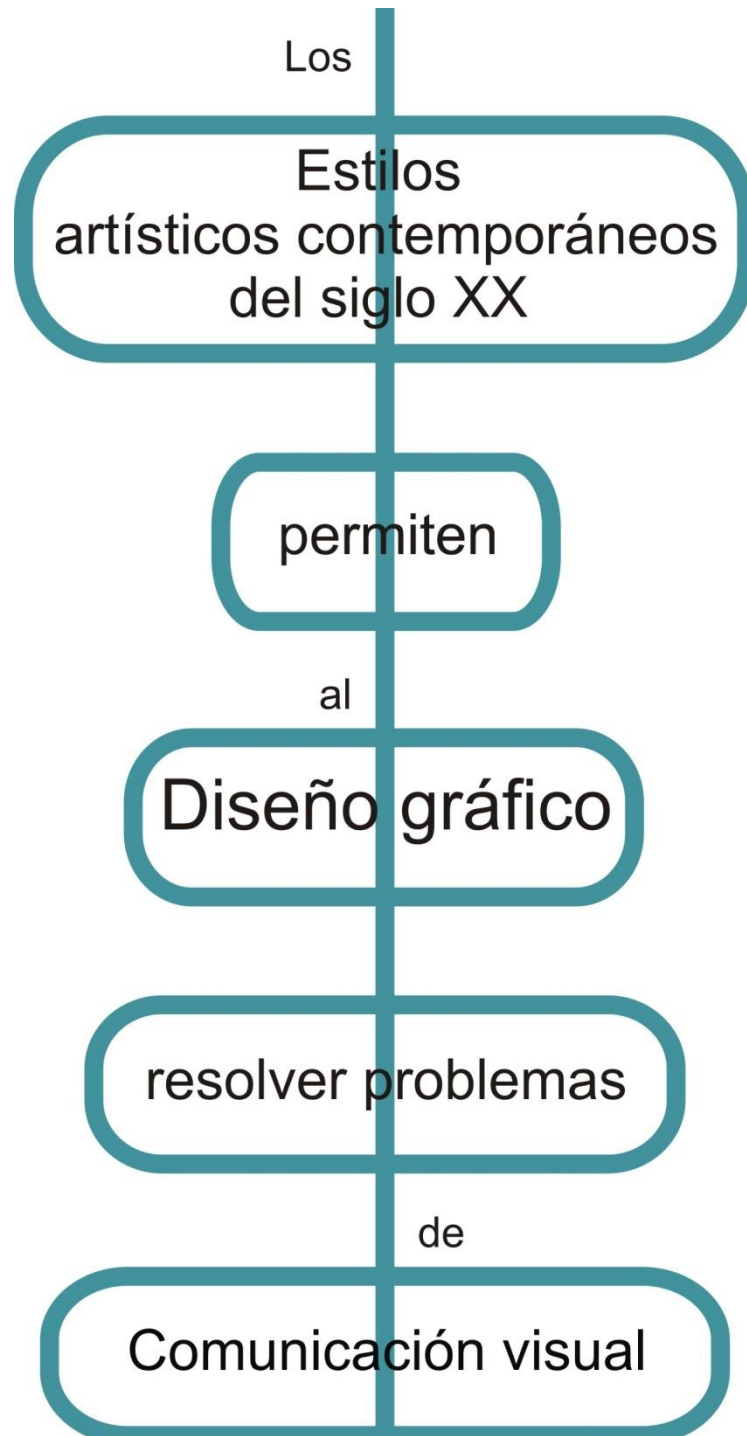 Los
Estilos
artísticos contemporáneos
del siglo XX
permiten
al
Diseño gráfico
resolver problemas
de
Comunicación visual